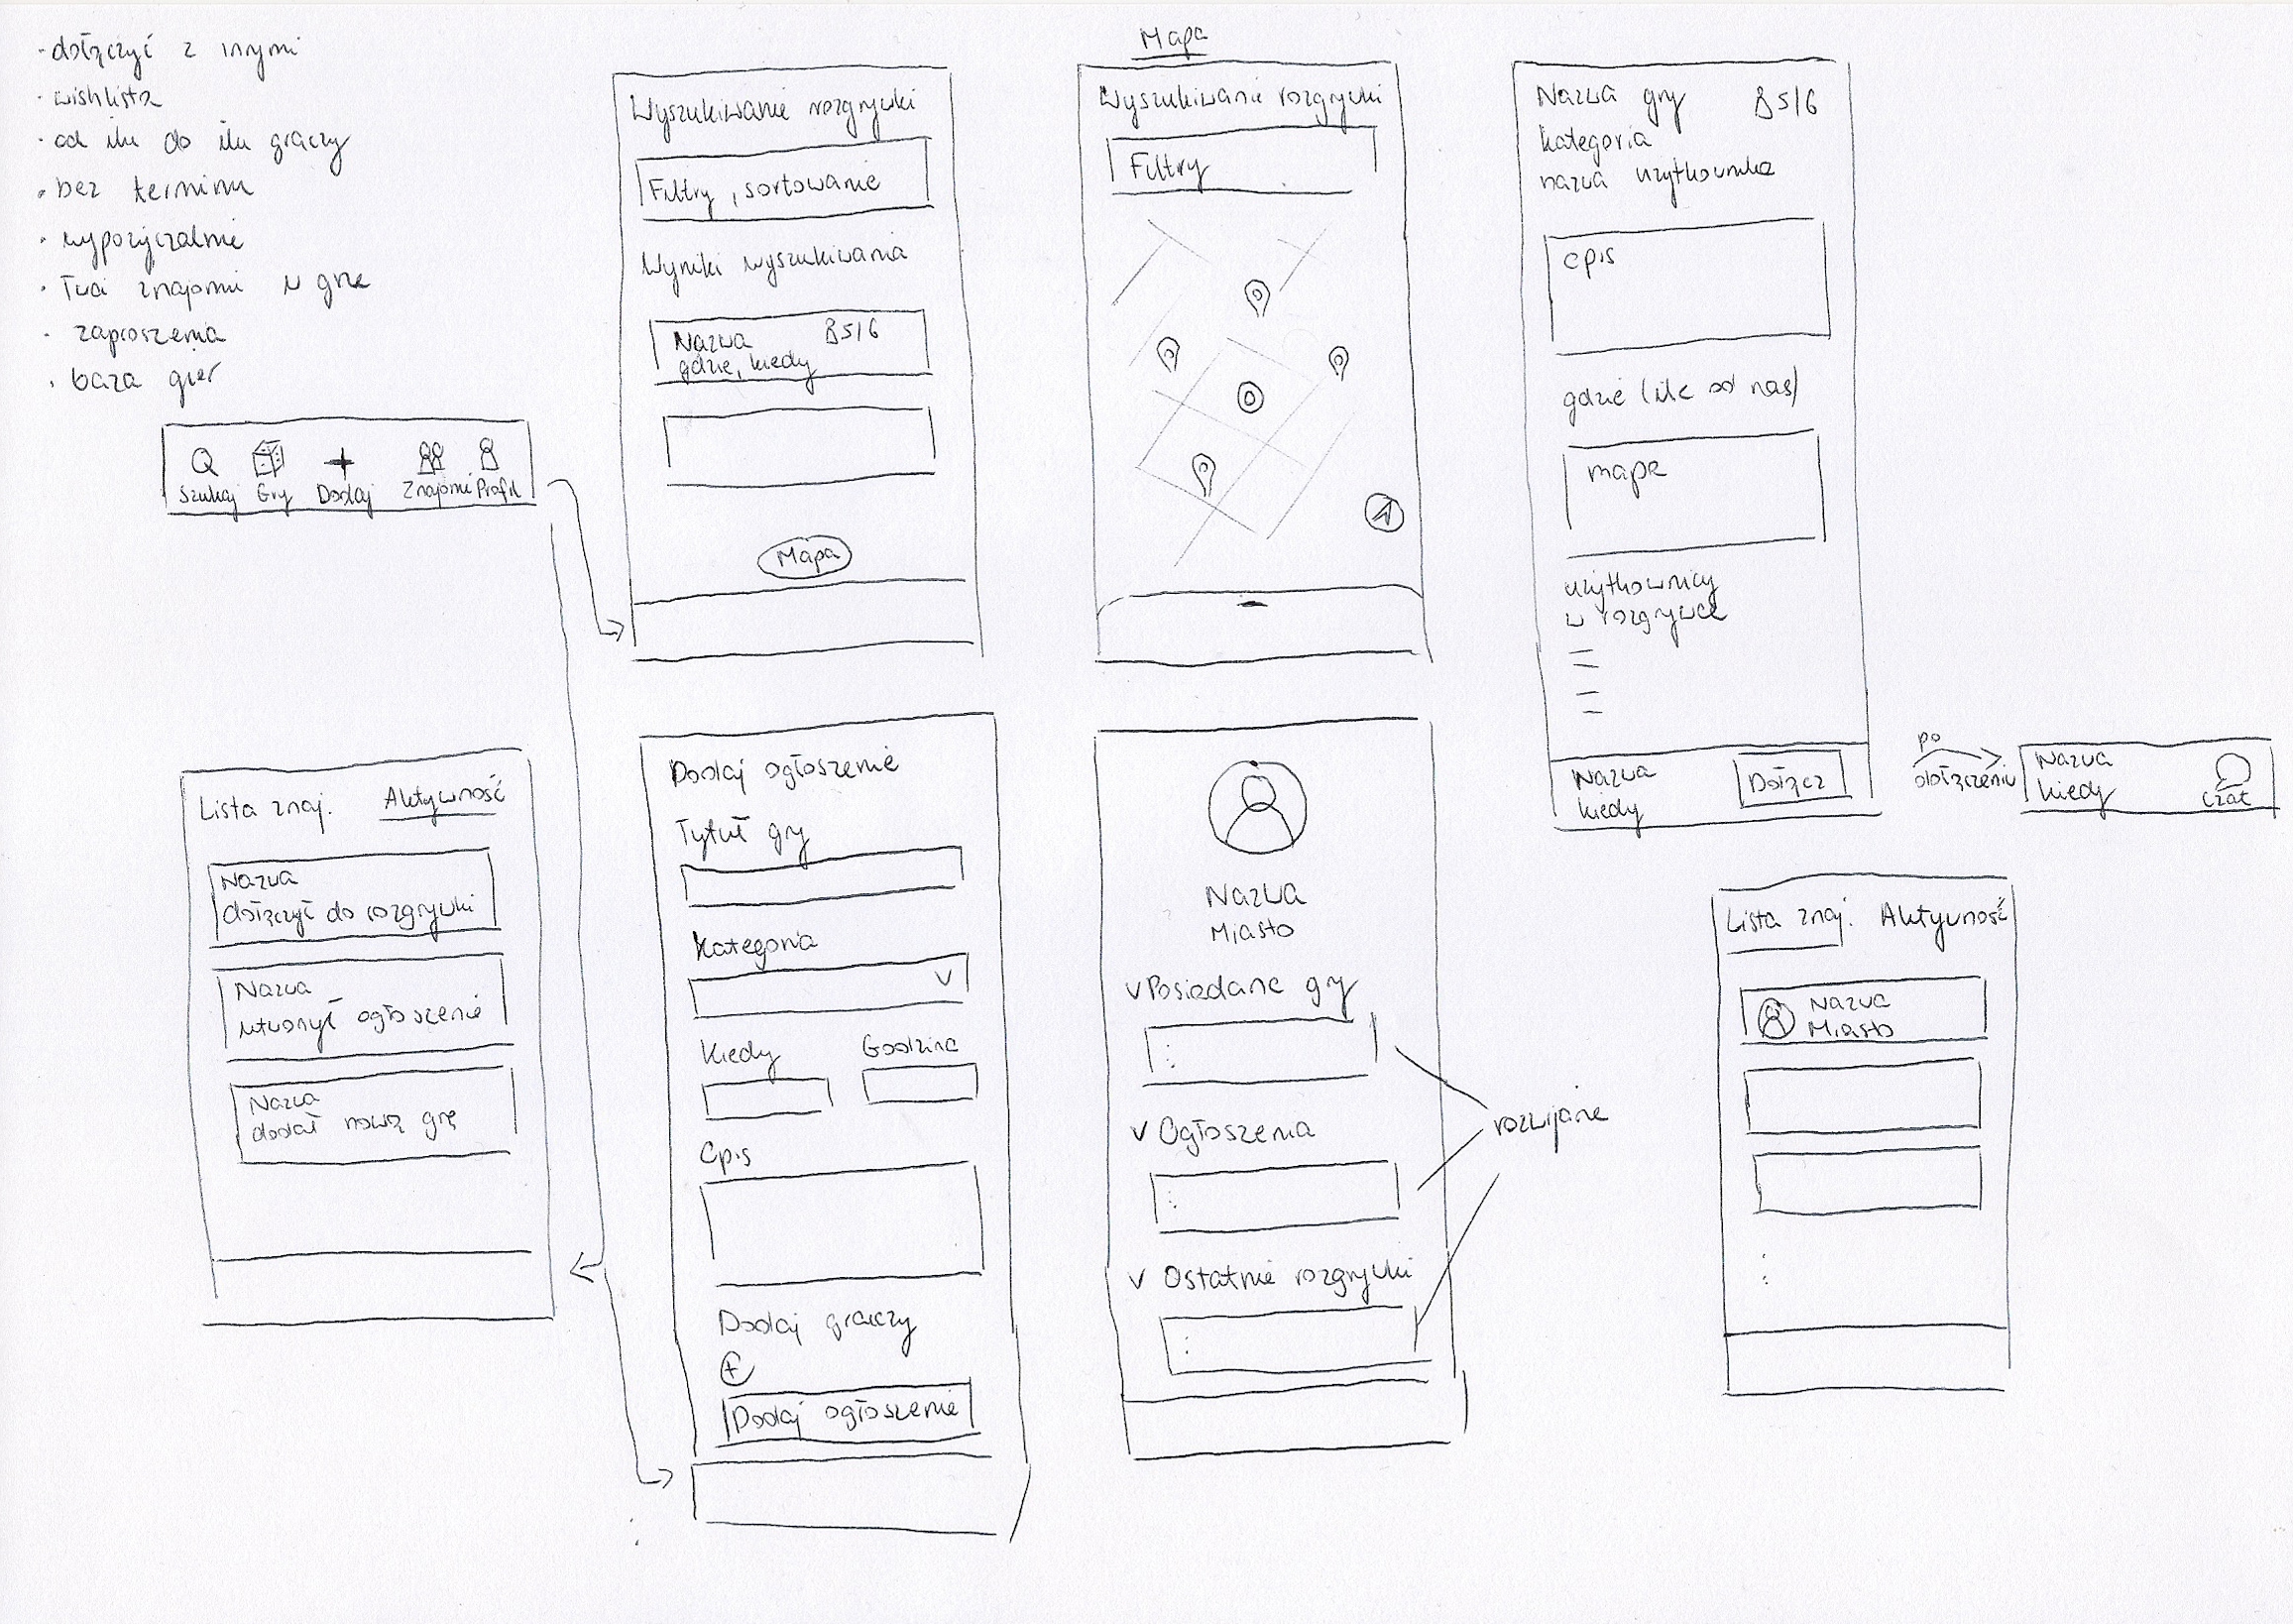 · dołączyć z innymi
· wishlista
· od ilu do ilu graczy
· bez terminu
· wypożyczalnie
· Twoi znajomi w grze
· zaproszenia
· baza gier
Szukaj Gry Dodaj Znajomi Profil
Wyszukiwanie rozgrywki
Filtry, sortowanie
Wyniki wyszukiwania
Nazwa 5/6
gdzie, kiedy
Mapa
Mapa
Wyszukiwanie rozgrywki
Filtry
Nazwa gry 5/6
kategoria
nazwa użytkownika
opis
gdzie (ile od nas)
mapa
użytkownicy
w rozgrywce
Nazwa
kiedy
Dołącz
po
dołączeniu
Nazwa
kiedy
czat
Lista znaj. Aktywność
Nazwa
dołączył do rozgrywki
Nazwa
utworzył ogłoszenie
Nazwa
dodał nową grę
Dodaj ogłoszenie
Tytuł gry
Kategoria
Kiedy Godzina
Opis
Dodaj graczy
+
Dodaj ogłoszenie
Nazwa
Miasto
Posiadane gry
Ogłoszenia
Ostatnie rozgrywki
rozwijane
Lista znaj. Aktywność
Nazwa
Miasto